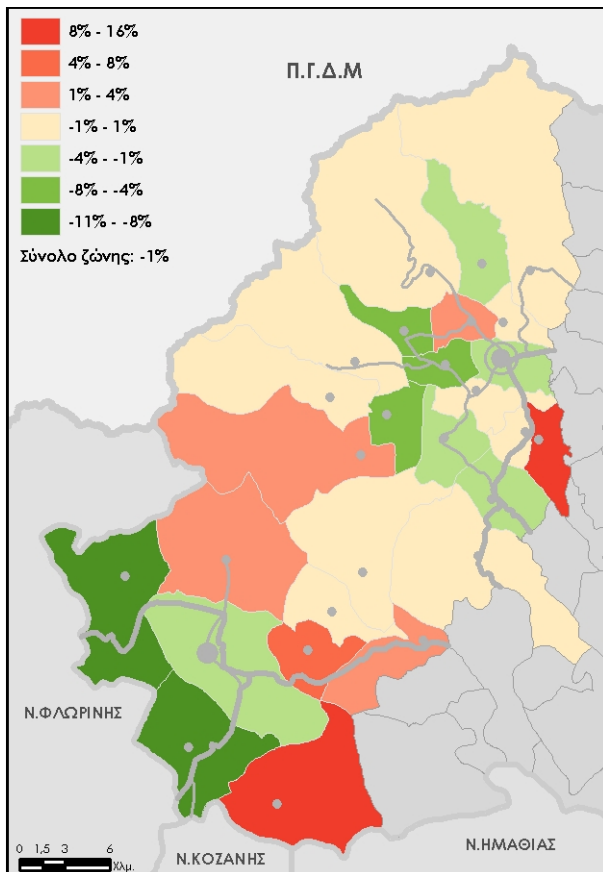 8% - 16%
Π.Γ.Δ.Μ
4% - 8%
1% - 4%
-1% - 1%
-4% - -1%
-8% - -4%
-11% - -8%
Σύνολο ζώνης: -1%
Ν.ΦΛΩΡΙΝΗΣ
Ν.ΚΟΖΑΝΗΣ
Ν.ΗΜΑΘΙΑΣ
0 1,5 3 6
Χλμ.